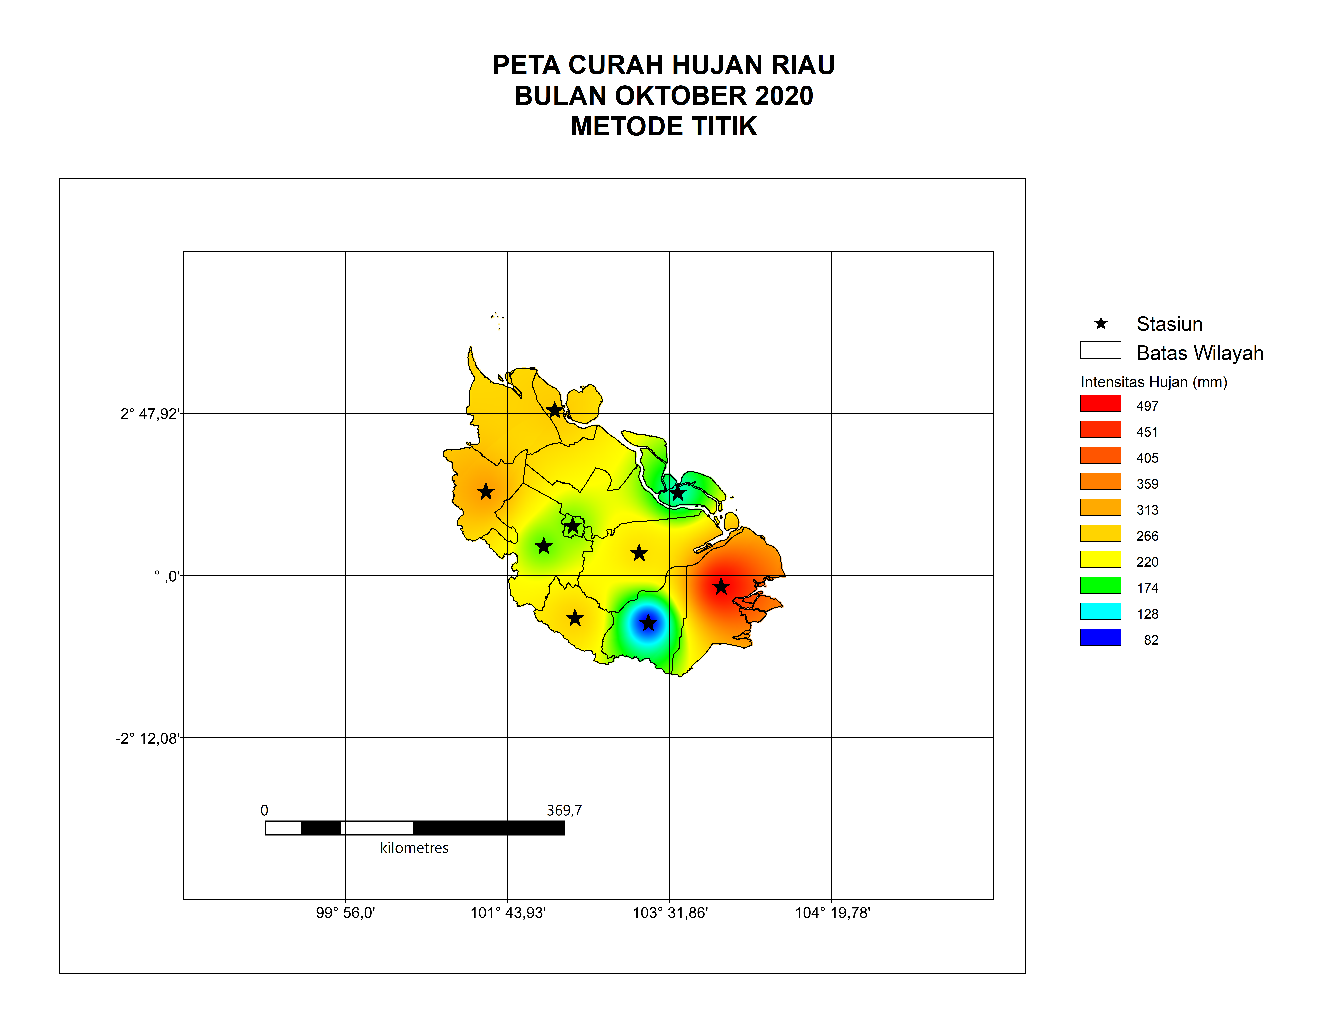 PETA CURAH HUJAN RIAU
BULAN OKTOBER 2020
METODE TITIK
Stasiun
Batas Wilayah
Intensitas Hujan (mm)
497
451
405
359
313
266
220
174
128
82
2° 47,92'
° ,0'
-2° 12,08'
0 369,7
kilometres
99° 56,0' 101° 43,93' 103° 31,86' 104° 19,78'